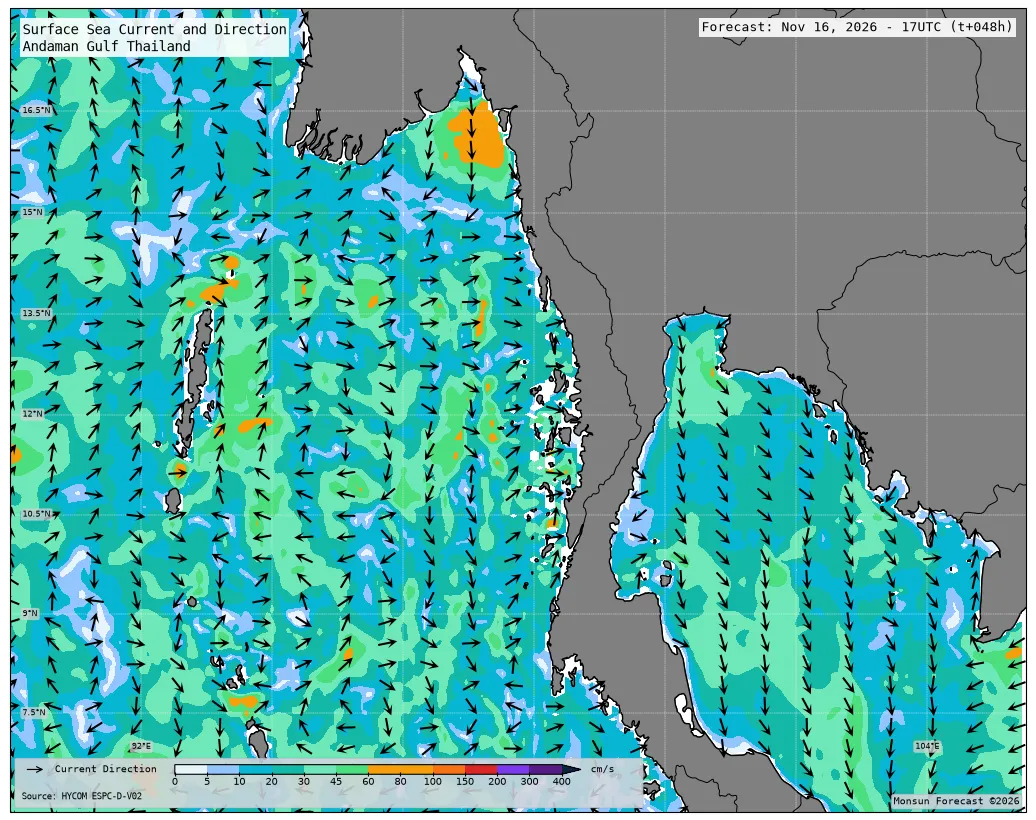 Surface Sea Current and Direction
Andaman Gulf Thailand
Forecast: Nov 16, 2026 - 17UTC (t+048h)
16.5°N
15°N
13.5°N
12°N
10.5°N
9°N
7.5°N
92°E
104°E
Current Direction
0 5 10 20 30 45 60 80 100 150 200 300 400 cm/s
Source: HYCOM ESPC-D-V02
Monsun Forecast ©2026